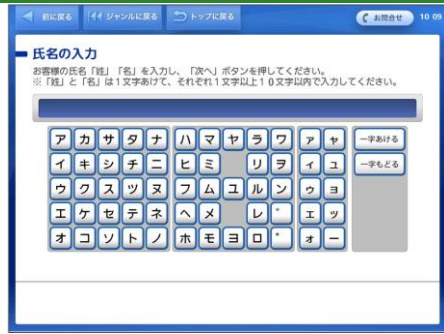 前に戻る ジャンルに戻る トップに戻る お問合せ 10 09
氏名の入力
お客様の氏名「姓」「名」を入力し、「次へ」ボタンを押してください。
※「姓」と「名」は1文字あけて、それぞれ1文字以上10文字以内で入力してください。
ア カ サ タ ナ ハ マ ヤ ラ ワ ァ ャ 一字あける
イ キ シ チ ニ ヒ ミ リ ヲ ィ ュ 一字もどる
ウ ク ス ツ ヌ フ ム ユ ル ン ゥ ョ
エ ケ セ テ ネ ヘ メ レ ゛ ェ ッ
オ コ ソ ト ノ ホ モ ヨ ロ ゜ ォ ー